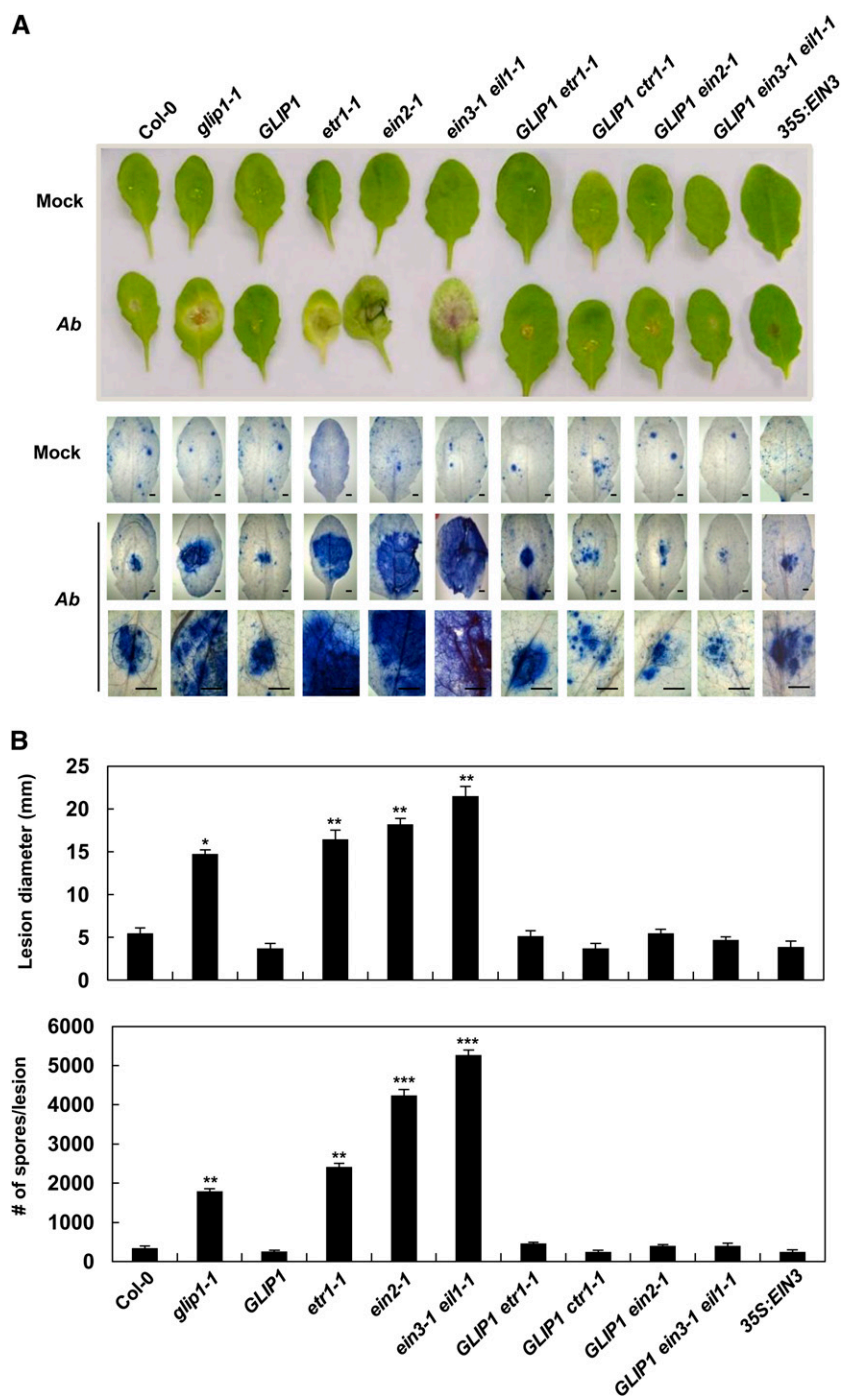 A
Col-0
glip1-1
GLIP1
etr1-1
ein2-1
ein3-1 eil1-1
GLIP1 etr1-1
GLIP1 ctr1-1
GLIP1 ein2-1
GLIP1 ein3-1 eil1-1
35S:EIN3
Mock
Ab
Mock
Ab
B
Lesion diameter (mm)
25
20
15
10
5
0
*
**
**
**
# of spores/lesion
6000
5000
4000
3000
2000
1000
0
**
**
***
***
Col-0
glip1-1
GLIP1
etr1-1
ein2-1
ein3-1 eil1-1
GLIP1 etr1-1
GLIP1 ctr1-1
GLIP1 ein2-1
GLIP1 ein3-1 eil1-1
35S:EIN3